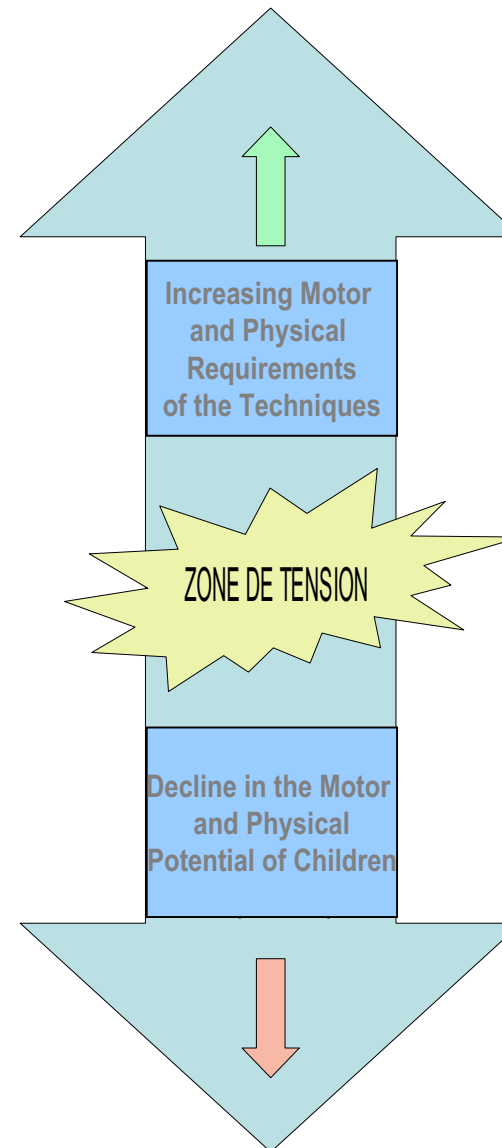 Increasing Motor
and Physical
Requirements
of the Techniques
ZONE DE TENSION
Decline in the Motor
and Physical
Potential of Children